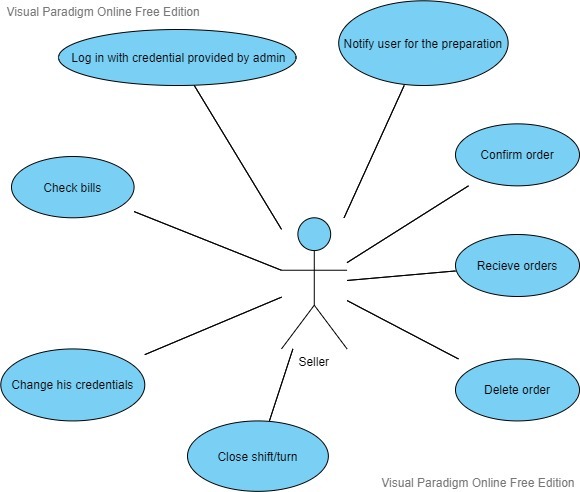 Visual Paradigm Online Free Edition
Notify user for the preparation
Log in with credential provided by admin
Confirm order
Check bills
Recieve orders
Seller
Change his credentials
Delete order
Close shift/turn
Visual Paradigm Online Free Edition